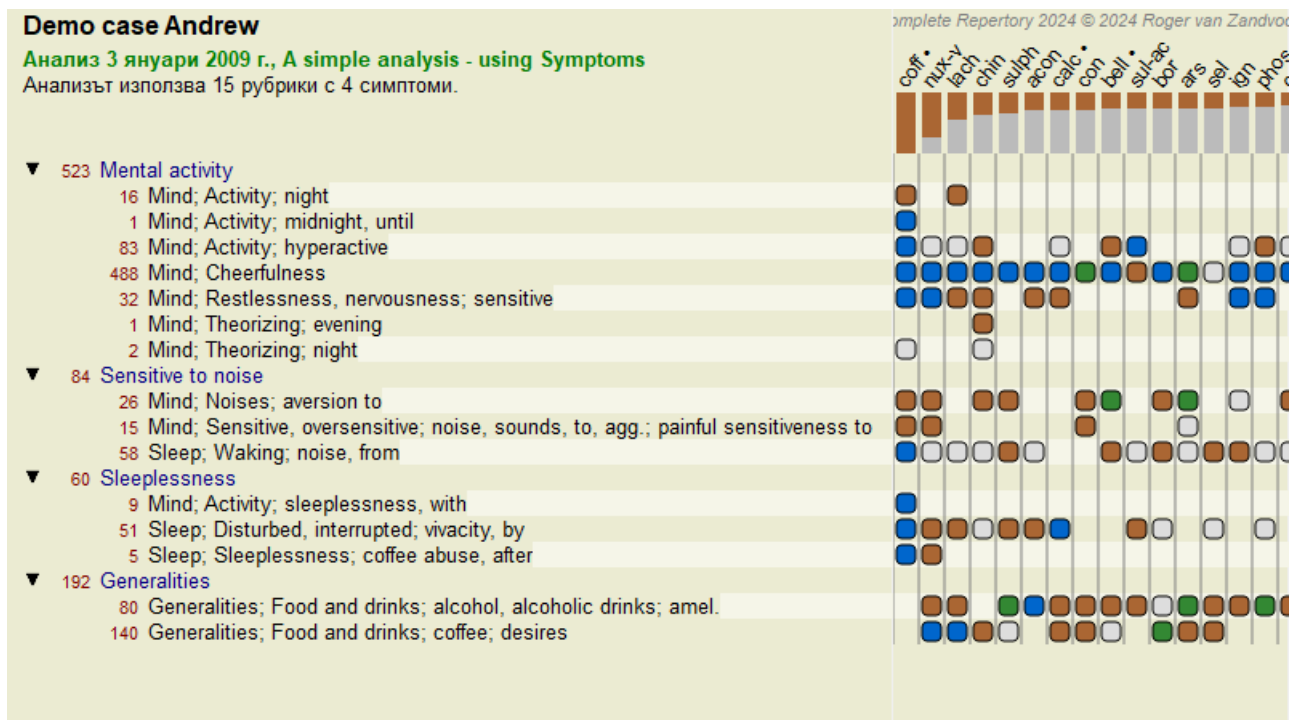 Demo case Andrew
omplete Repertory 2024 © 2024 Roger van Zandvoo
Анализ 3 януари 2009 г., A simple analysis - using Symptoms
Анализът използва 15 рубрики с 4 симптоми.
coff • nux-v lach chin sulph acon calc • con bell • sul-ac bor ars sel ign phos
523 Mental activity
16 Mind; Activity; night
1 Mind; Activity; midnight, until
83 Mind; Activity; hyperactive
488 Mind; Cheerfulness
32 Mind; Restlessness, nervousness; sensitive
1 Mind; Theorizing; evening
2 Mind; Theorizing; night
84 Sensitive to noise
26 Mind; Noises; aversion to
15 Mind; Sensitive, oversensitive; noise, sounds, to, agg.; painful sensitiveness to
58 Sleep; Waking; noise, from
60 Sleeplessness
9 Mind; Activity; sleeplessness, with
51 Sleep; Disturbed, interrupted; vivacity, by
5 Sleep; Sleeplessness; coffee abuse, after
192 Generalities
80 Generalities; Food and drinks; alcohol, alcoholic drinks; amel.
140 Generalities; Food and drinks; coffee; desires